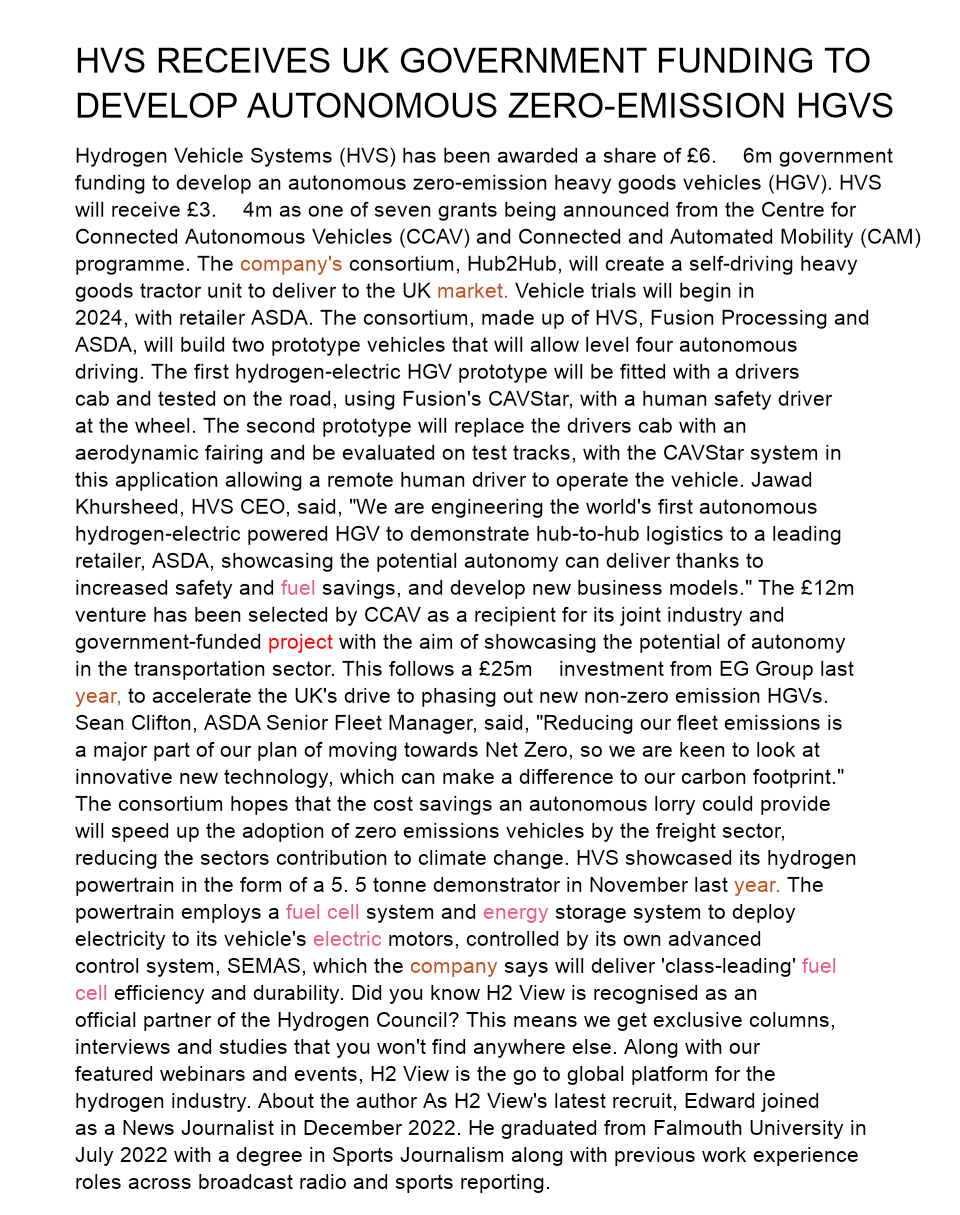 HVS RECEIVES UK GOVERNMENT FUNDING TO
DEVELOP AUTONOMOUS ZERO-EMISSION HGVS
Hydrogen Vehicle Systems (HVS) has been awarded a share of £6. 6m government
funding to develop an autonomous zero-emission heavy goods vehicles (HGV). HVS
will receive £3. 4m as one of seven grants being announced from the Centre for
Connected Autonomous Vehicles (CCAV) and Connected and Automated Mobility (CAM)
programme. The company's consortium, Hub2Hub, will create a self-driving heavy
goods tractor unit to deliver to the UK market. Vehicle trials will begin in
2024, with retailer ASDA. The consortium, made up of HVS, Fusion Processing and
ASDA, will build two prototype vehicles that will allow level four autonomous
driving. The first hydrogen-electric HGV prototype will be fitted with a drivers
cab and tested on the road, using Fusion's CAVStar, with a human safety driver
at the wheel. The second prototype will replace the drivers cab with an
aerodynamic fairing and be evaluated on test tracks, with the CAVStar system in
this application allowing a remote human driver to operate the vehicle. Jawad
Khursheed, HVS CEO, said, "We are engineering the world's first autonomous
hydrogen-electric powered HGV to demonstrate hub-to-hub logistics to a leading
retailer, ASDA, showcasing the potential autonomy can deliver thanks to
increased safety and fuel savings, and develop new business models." The £12m
venture has been selected by CCAV as a recipient for its joint industry and
government-funded project with the aim of showcasing the potential of autonomy
in the transportation sector. This follows a £25m investment from EG Group last
year, to accelerate the UK's drive to phasing out new non-zero emission HGVs.
Sean Clifton, ASDA Senior Fleet Manager, said, "Reducing our fleet emissions is
a major part of our plan of moving towards Net Zero, so we are keen to look at
innovative new technology, which can make a difference to our carbon footprint."
The consortium hopes that the cost savings an autonomous lorry could provide
will speed up the adoption of zero emissions vehicles by the freight sector,
reducing the sectors contribution to climate change. HVS showcased its hydrogen
powertrain in the form of a 5. 5 tonne demonstrator in November last year. The
powertrain employs a fuel cell system and energy storage system to deploy
electricity to its vehicle's electric motors, controlled by its own advanced
control system, SEMAS, which the company says will deliver 'class-leading' fuel
cell efficiency and durability. Did you know H2 View is recognised as an
official partner of the Hydrogen Council? This means we get exclusive columns,
interviews and studies that you won't find anywhere else. Along with our
featured webinars and events, H2 View is the go to global platform for the
hydrogen industry. About the author As H2 View's latest recruit, Edward joined
as a News Journalist in December 2022. He graduated from Falmouth University in
July 2022 with a degree in Sports Journalism along with previous work experience
roles across broadcast radio and sports reporting.